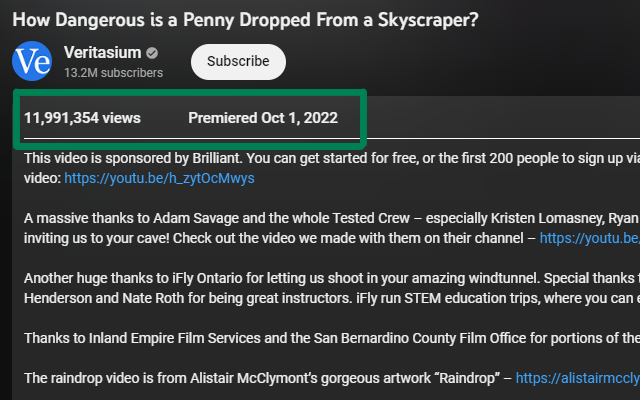 How Dangerous is a Penny Dropped From a Skyscraper?
Ve
Veritasium
13.2M subscribers
Subscribe
11,991,354 views Premiered Oct 1, 2022
This video is sponsored by Brilliant. You can get started for free, or the first 200 people to sign up via
video: https://youtu.be/h_zytOcMwys
A massive thanks to Adam Savage and the whole Tested Crew – especially Kristen Lomasney, Ryan
inviting us to your cave! Check out the video we made with them on their channel – https://youtu.be/
Another huge thanks to iFly Ontario for letting us shoot in your amazing windtunnel. Special thanks t
Henderson and Nate Roth for being great instructors. iFly run STEM education trips, where you can e
Thanks to Inland Empire Film Services and the San Bernardino County Film Office for portions of the
The raindrop video is from Alistair McClymont's gorgeous artwork “Raindrop” – https://alistairmccly